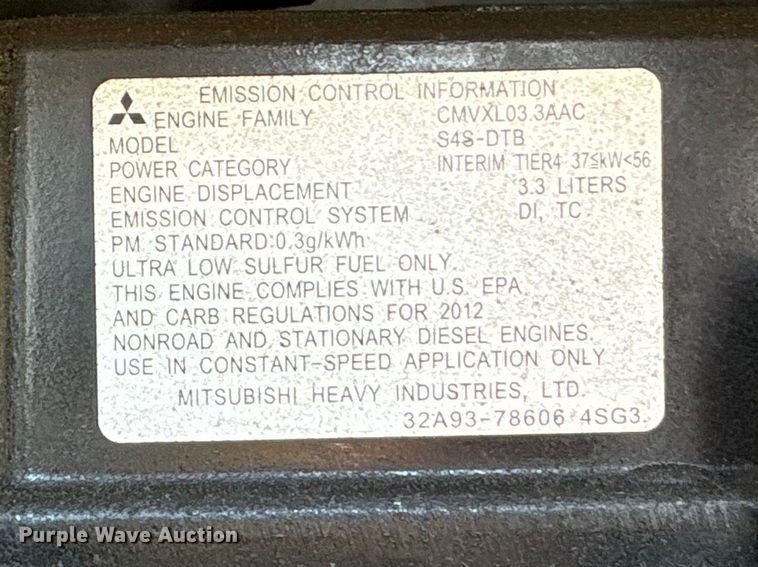 EMISSION CONTROL INFORMATION
ENGINE FAMILY CMVXL03.3AAC
MODEL S4S-DTB
POWER CATEGORY INTERIM TIER4 37≤kW<56
ENGINE DISPLACEMENT 3.3 LITERS
EMISSION CONTROL SYSTEM DI, TC
PM STANDARD:0.3g/kWh
ULTRA LOW SULFUR FUEL ONLY
THIS ENGINE COMPLIES WITH U.S. EPA
AND CARB REGULATIONS FOR 2012
NONROAD AND STATIONARY DIESEL ENGINES.
USE IN CONSTANT-SPEED APPLICATION ONLY
MITSUBISHI HEAVY INDUSTRIES, LTD.
32A93-78606 4SG3
Purple Wave Auction